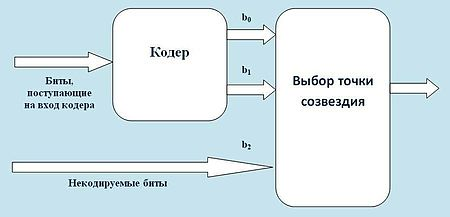 b0
Кодер
b1
Выбор точки
созвездия
Биты,
поступающие
на вход кодера
b2
Некодируемые биты